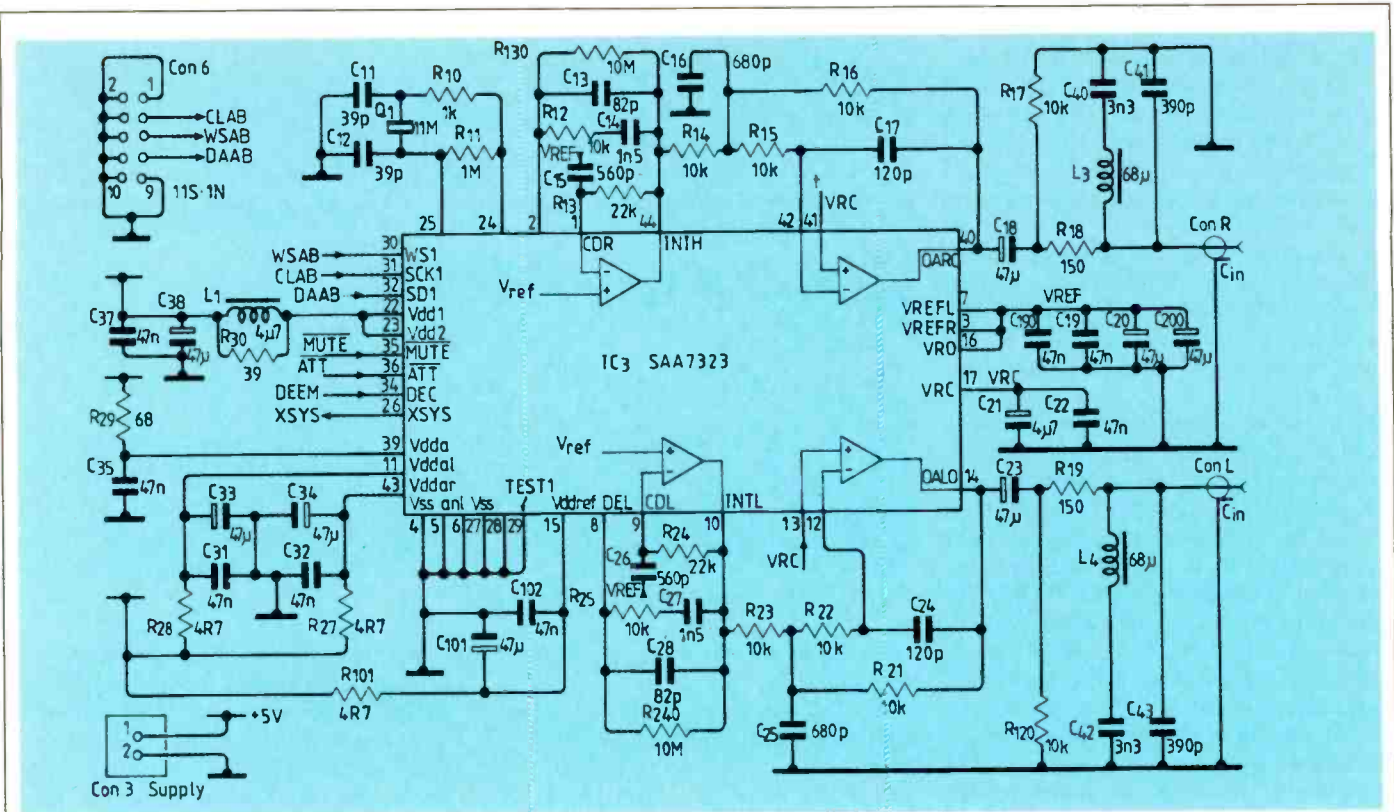 Con 6
2 1
CLAB
WSAB
DAAB
10 9 11S·1N
C11
39p
C12
39p
Q1
11M
R10
1k
R11
1M
R130
10M
C13
82p
R12
10k
C14
1n5
VREF
C15
560p
R13
22k
C16
680p
R14
10k
R15
10k
R16
10k
C17
120p
VRC
R17
10k
C40
3n3
C41
390p
L3
68µ
C18
47µ
R18
150
Con R
Cin
25 24 2 1 44 42 41 40
CDR INTH OARC
Vref
WSAB 30 WS1
CLAB 31 SCK1
DAAB 32 SD1
22 Vdd1
23 Vdd2
MUTE 35 MUTE
ATT 36 ATT
DEEM 34 DEC
XSYS 26
C37
47n
C38
47µ
L1
4µ7
R30
39
IC3 SAA7323
VREFL 7
VREFR 3
VRO 16
VRC 17
VREF
C190
47n
C19
47n
C20
47µ
C200
47µ
VRC
C21
4µ7
C22
47n
R29 68
C35
47n
39 Vdda
11 Vddal
43 Vddar
Vss anl Vss TEST1 Vddref DEL CDL INTL OALO
Vref
4 5 6 27 28 29 15 8 9 10 13 12 14
C33
47µ
C34
47µ
C31
47n
C32
47n
R28
4R7
R27
4R7
C102
47n
C101
47µ
R101
4R7
R25
10k
C26
560p
VREF
R24
22k
C27
1n5
C28
82p
R240
10M
R23
10k
R22
10k
VRC
C24
120p
R21
10k
C25 680p
C23
47µ
R19
150
Con L
Cin
L4
68µ
R120
10k
C42
3n3
C43
390p
1 +5V
2
Con 3 Supply